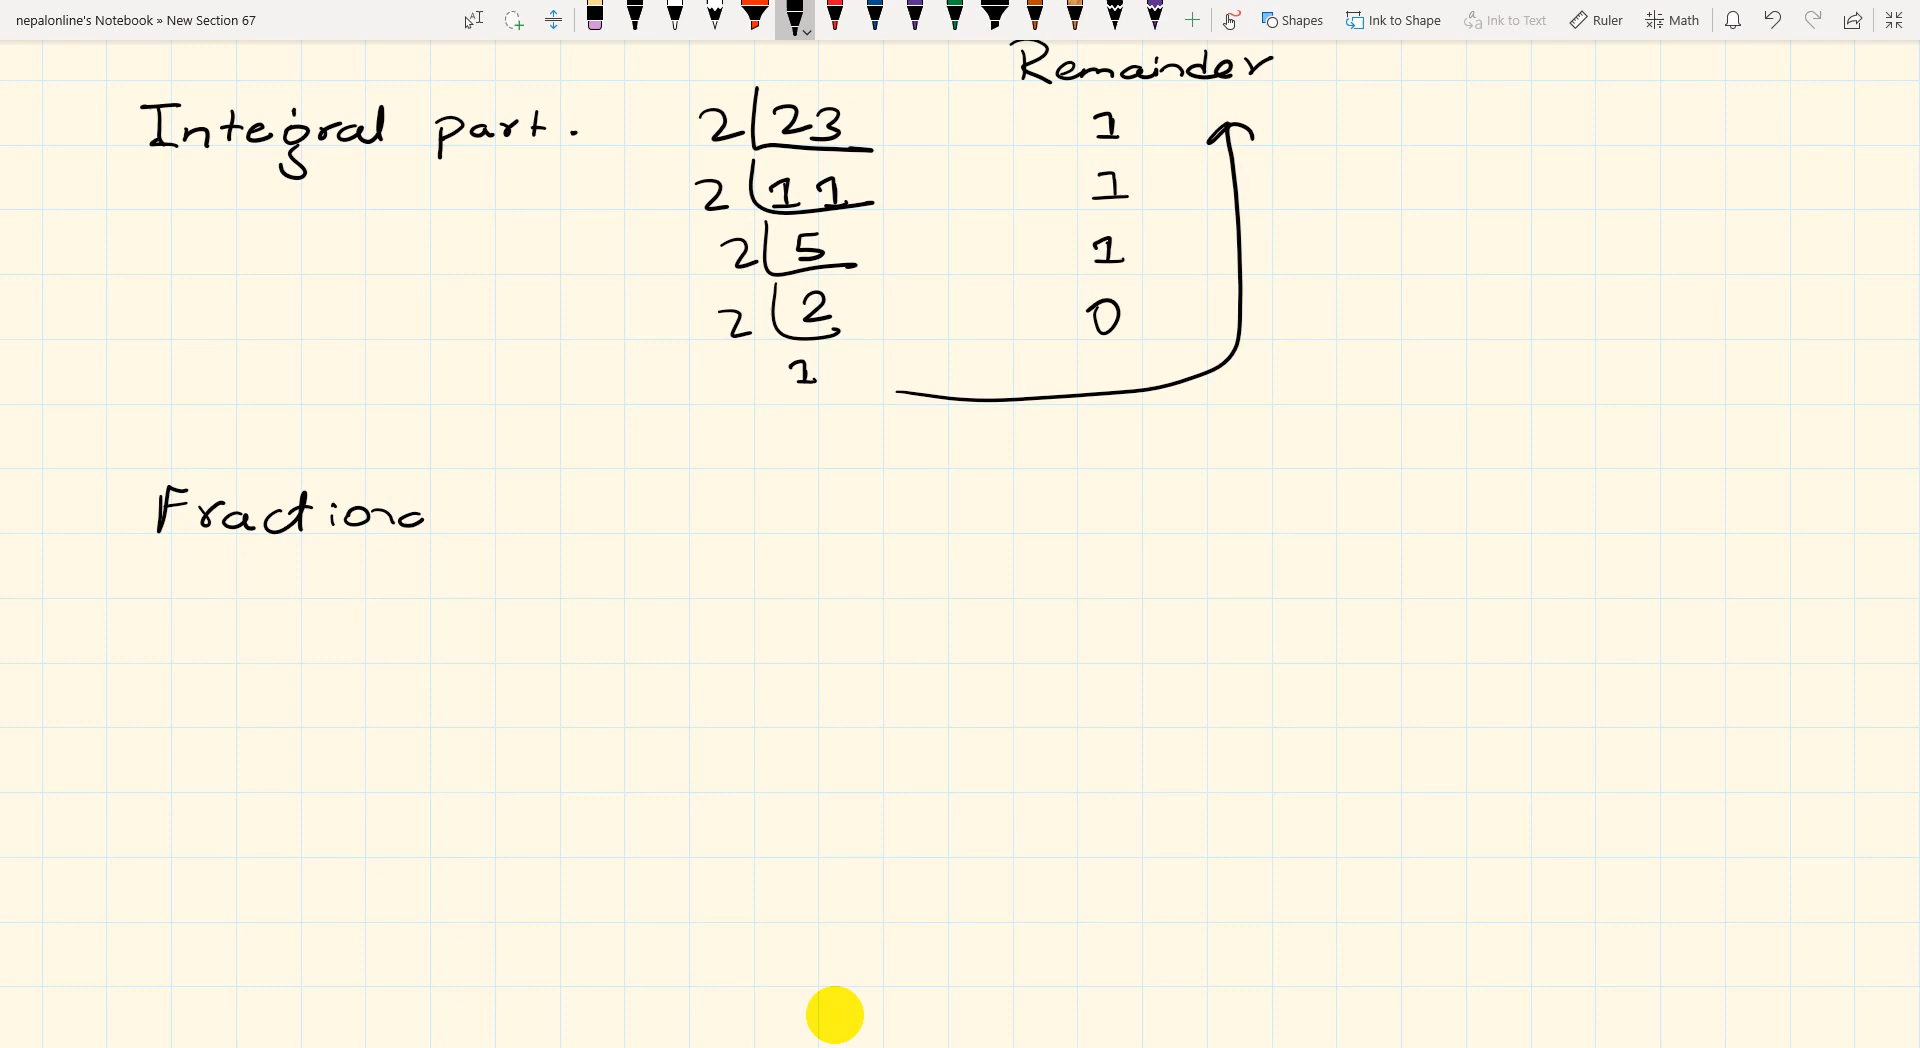 nepalonline's Notebook » New Section 67
Shapes
Ink to Shape
Ink to Text
Ruler
Math
Remainder
Integral part. 2 23 1
2 11 1
2 5 1
2 2 0
1
Fractiona